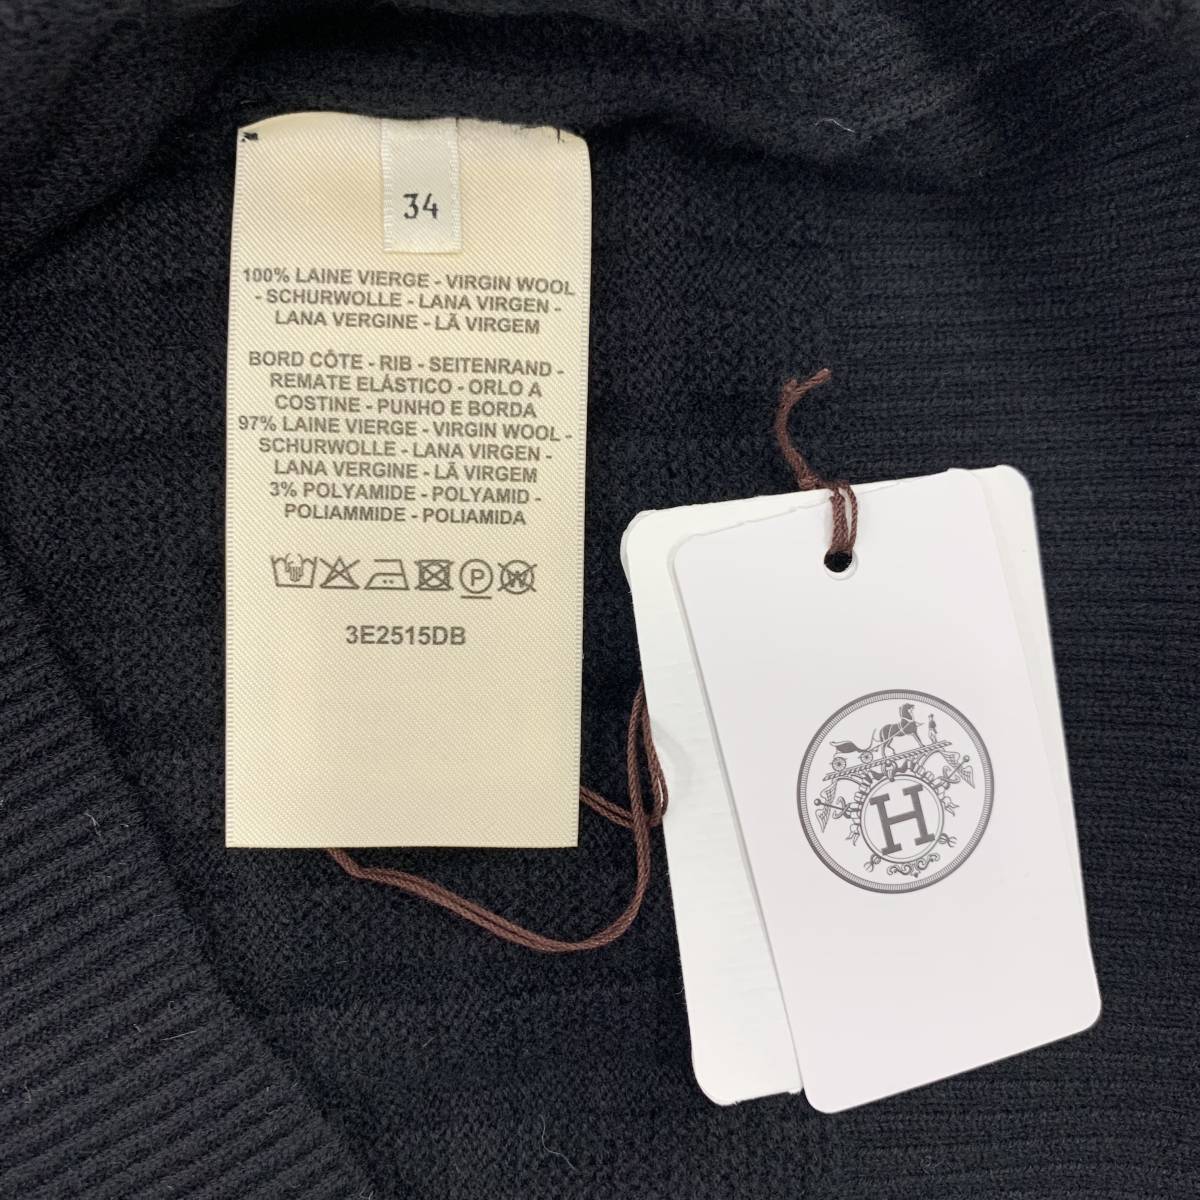 34
100% LAINE VIERGE - VIRGIN WOOL
- SCHURWOLLE - LANA VIRGEN -
LANA VERGINE - LÃ VIRGEM
BORD CÔTE - RIB - SEITENRAND -
REMATE ELÁSTICO - ORLO A
COSTINE - PUNHO E BORDA
97% LAINE VIERGE - VIRGIN WOOL -
SCHURWOLLE - LANA VIRGEN -
LANA VERGINE - LÃ VIRGEM
3% POLYAMIDE - POLYAMID -
POLIAMMIDE - POLIAMIDA
P W
3E2515DB
H